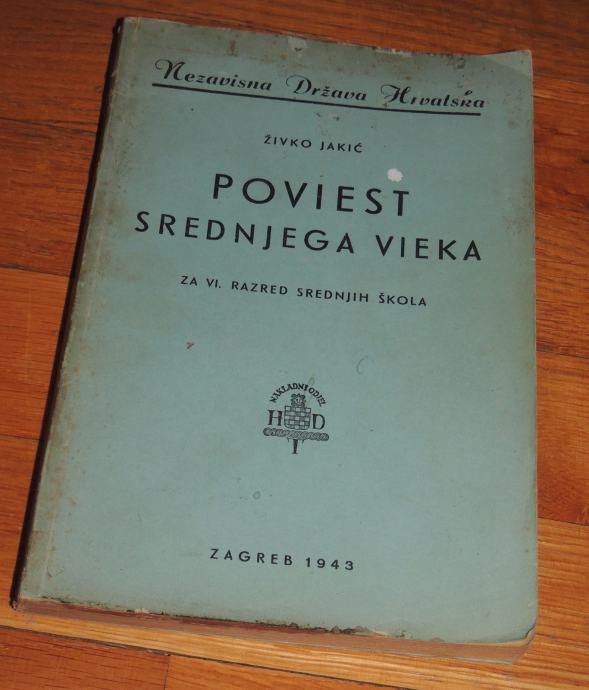 Nezavisna Država Hrvatska
ŽIVKO JAKIĆ
POVIEST
SREDNJEGA VIEKA
ZA VI. RAZRED SREDNJIH ŠKOLA
NAKLADNI ODJEL
H D
I
ZAGREB 1943